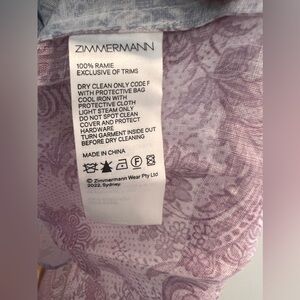 ZIMMERMANN
100% RAMIE
EXCLUSIVE OF TRIMS
DRY CLEAN ONLY CODE F
WITH PROTECTIVE BAG
COOL IRON WITH
PROTECTIVE CLOTH
LIGHT STEAM ONLY
DO NOT SPOT CLEAN
COVER AND PROTECT
HARDWARE
TURN GARMENT INSIDE OUT
BEFORE DRY CLEANING
MADE IN CHINA
F
© Zimmermann Wear Pty Ltd
2022. Sydney.